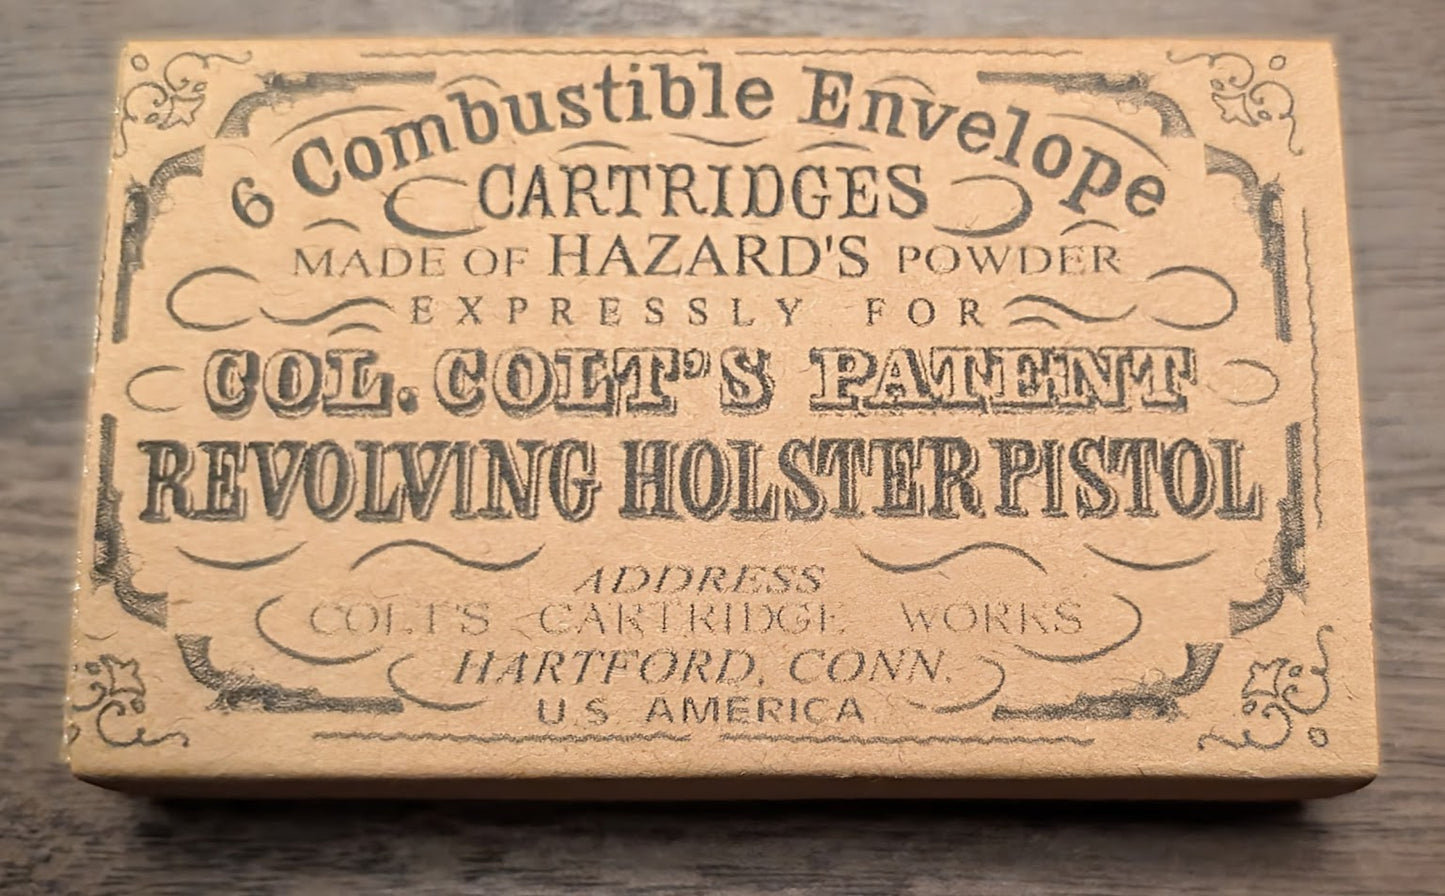 6 Combustible Envelope
CARTRIDGES
MADE OF HAZARD'S POWDER
EXPRESSLY FOR
COL. COLT'S PATENT
REVOLVING HOLSTER PISTOL
ADDRESS
COLT'S CARTRIDGE WORKS
HARTFORD, CONN.
U.S. AMERICA